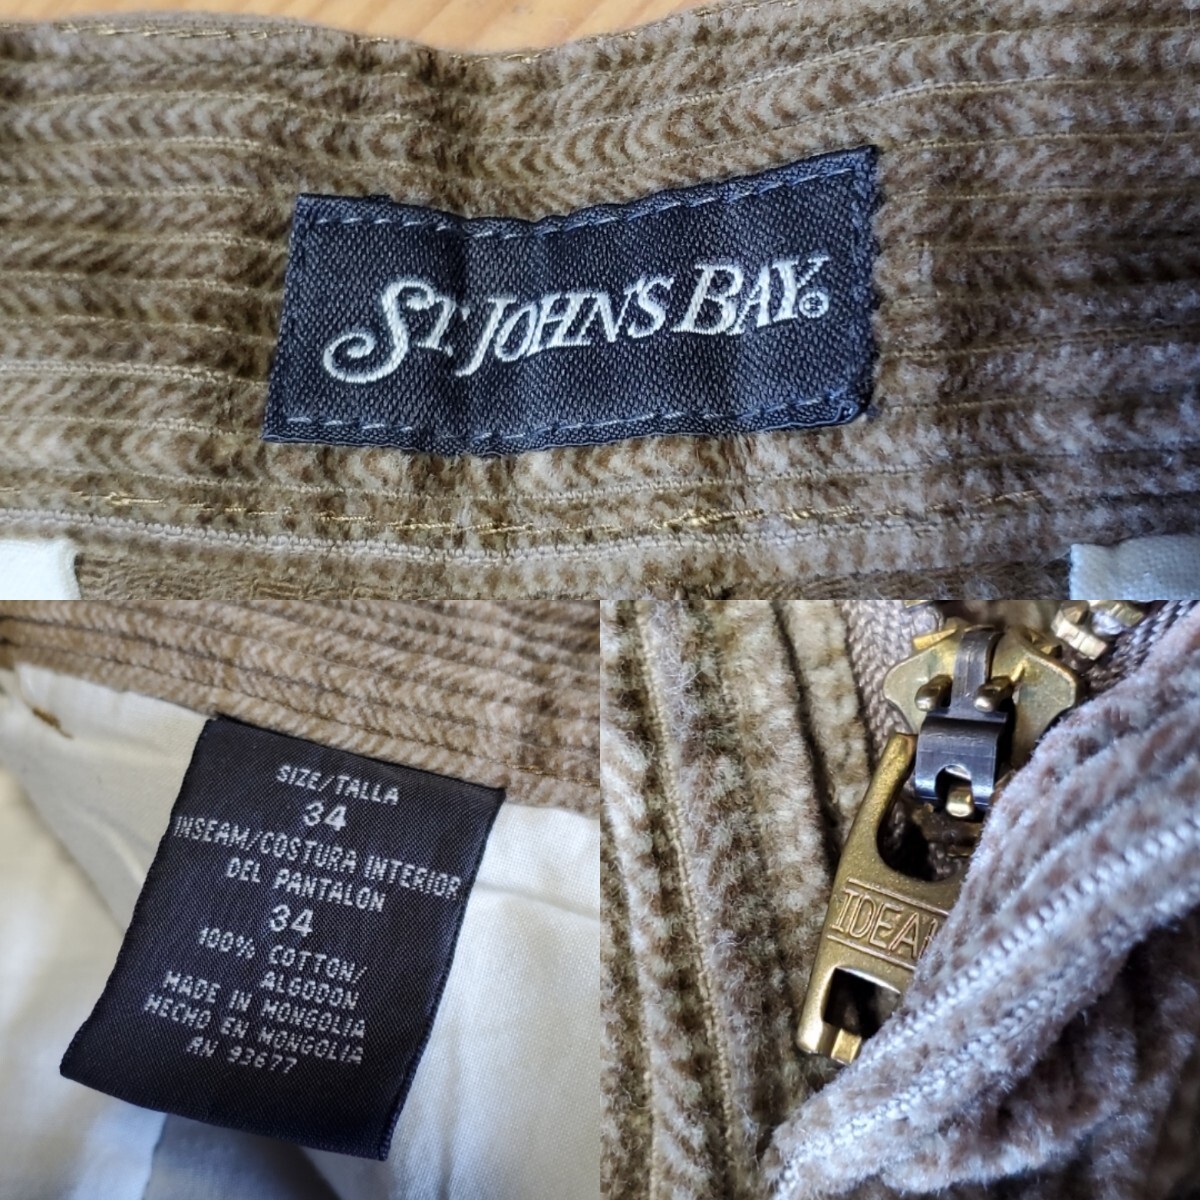 ST. JOHN'S BAY®
SIZE/TALLA
34
INSEAM/COSTURA INTERIOR
DEL PANTALON
34
100% COTTON/
ALGODON
MADE IN MONGOLIA
HECHO EN MONGOLIA
RN 93677
IDEAL